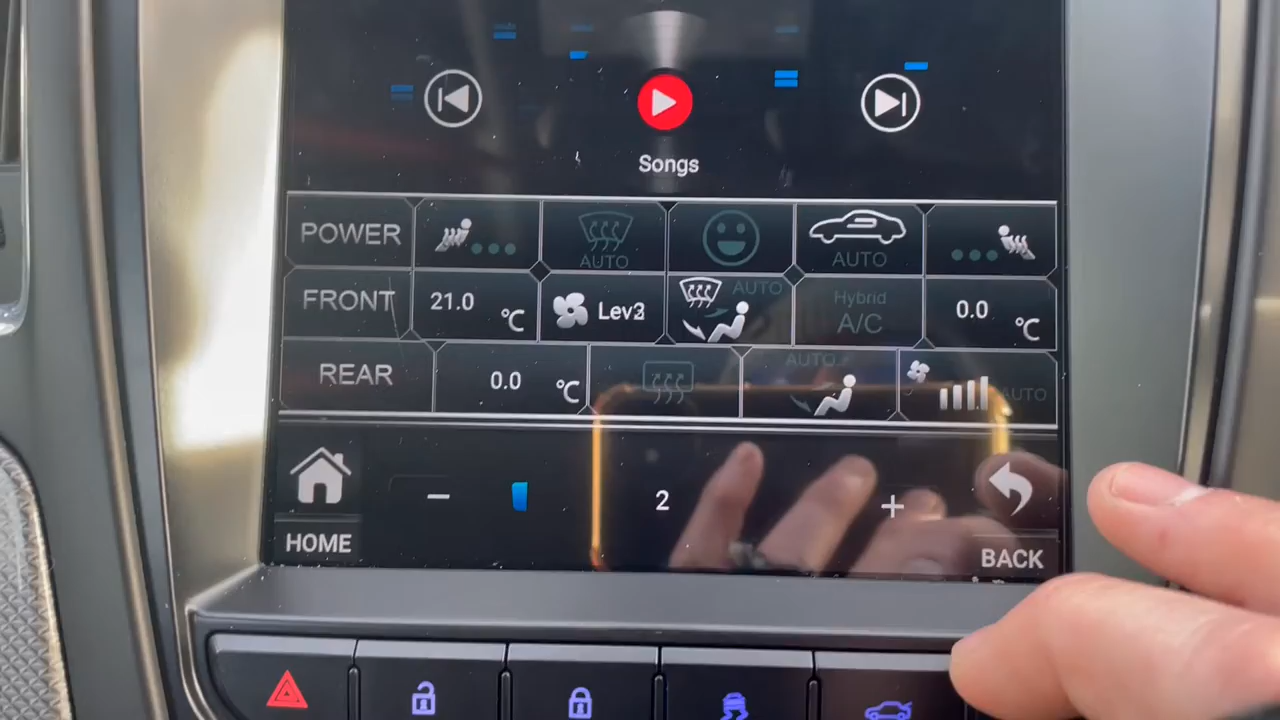 Songs
POWER
AUTO
AUTO
FRONT
21.0
°C
Lev3
AUTO
Hybrid
A/C
0.0
°C
REAR
0.0
°C
AUTO
AUTO
HOME
−
2
+
BACK